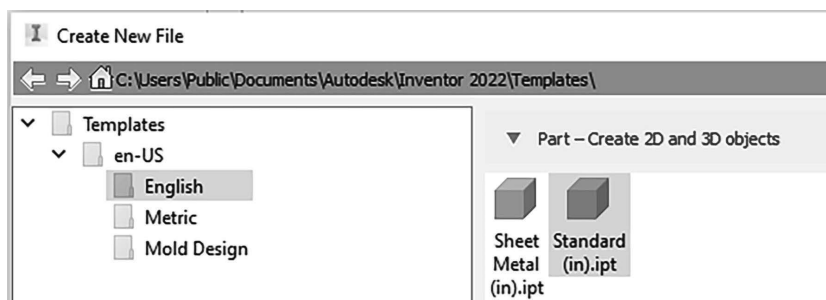 Create New File
C:\Users\Public\Documents\Autodesk\Inventor 2022\Templates\
Templates
en-US
English
Metric
Mold Design
Part – Create 2D and 3D objects
Sheet
Metal
(in).ipt
Standard
(in).ipt